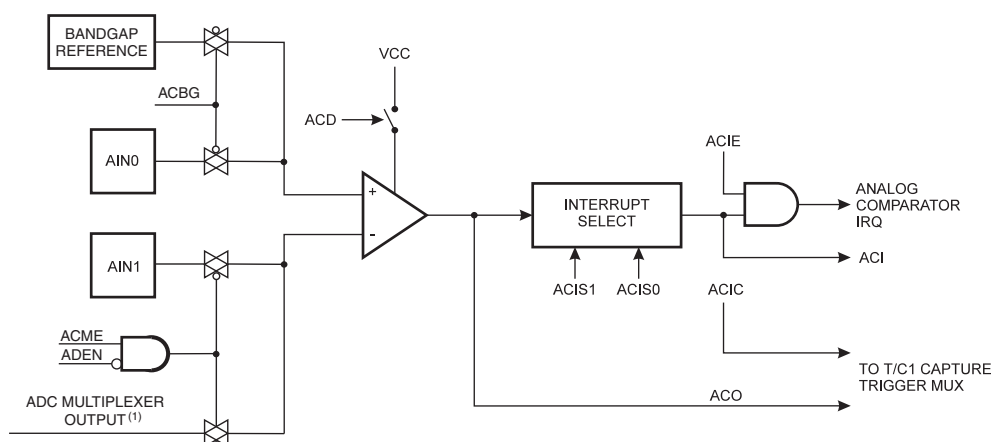 BANDGAP
REFERENCE
ACBG
AIN0
VCC
ACD
+
-
AIN1
ACME
ADEN
ADC MULTIPLEXER
OUTPUT(1)
INTERRUPT
SELECT
ACIS1 ACIS0
ACIE
ANALOG
COMPARATOR
IRQ
ACI
ACIC
TO T/C1 CAPTURE
TRIGGER MUX
ACO